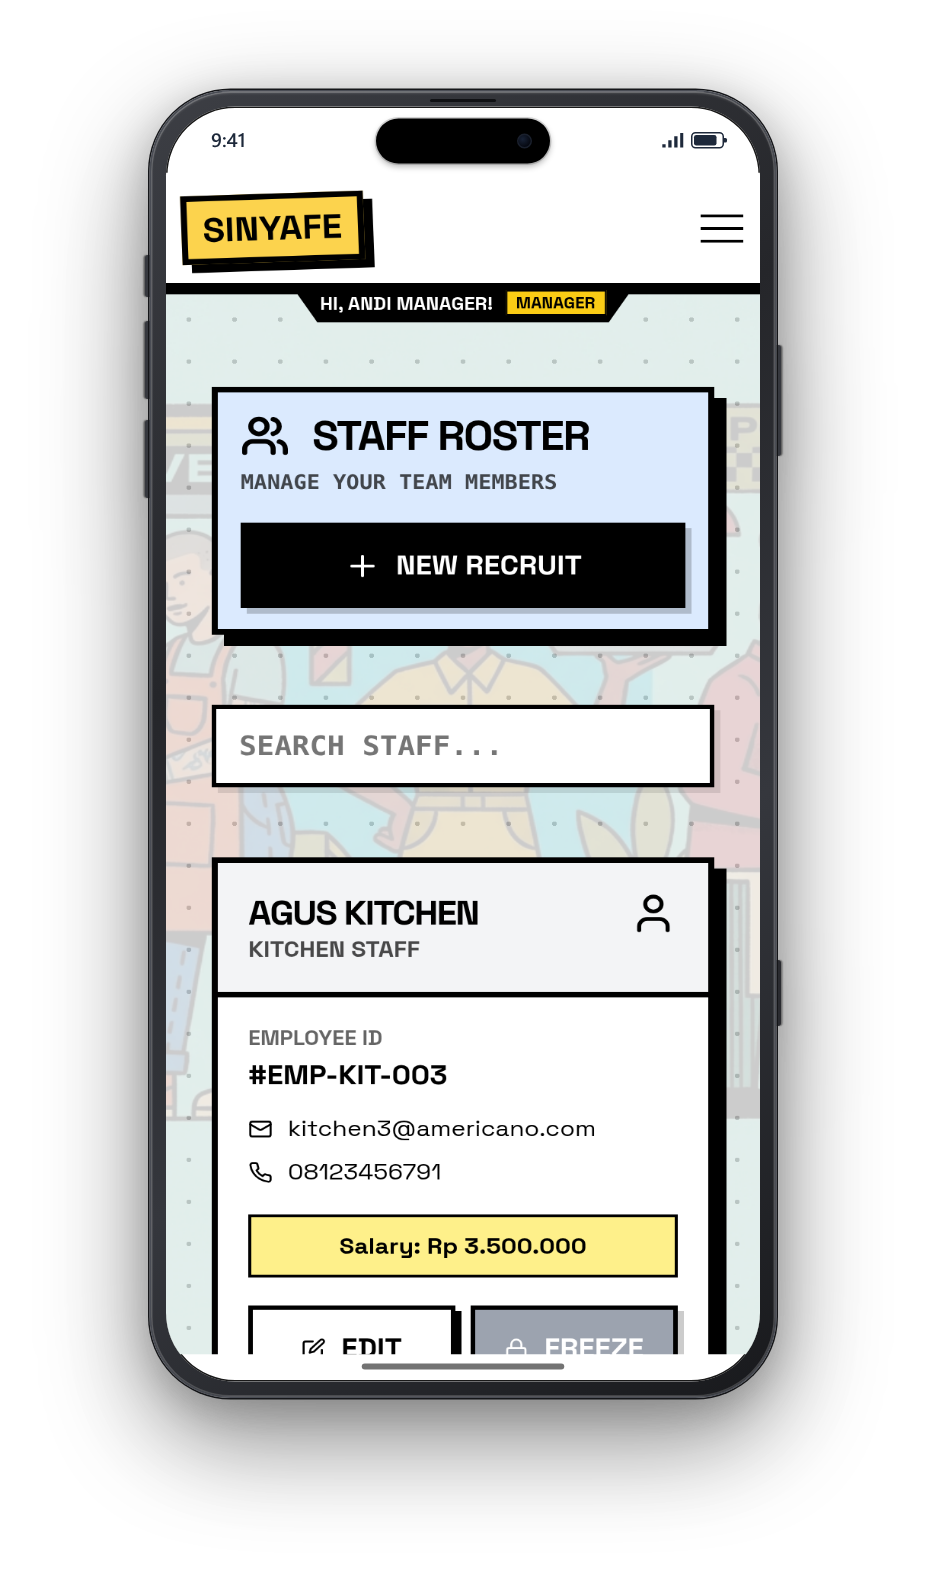 9:41
SINYAFE
HI, ANDI MANAGER! MANAGER
VE
P
STAFF ROSTER
MANAGE YOUR TEAM MEMBERS
NEW RECRUIT
SEARCH STAFF...
AGUS KITCHEN
KITCHEN STAFF
EMPLOYEE ID
#EMP-KIT-003
kitchen3@americano.com
08123456791
Salary: Rp 3.500.000
EDIT FREEZE